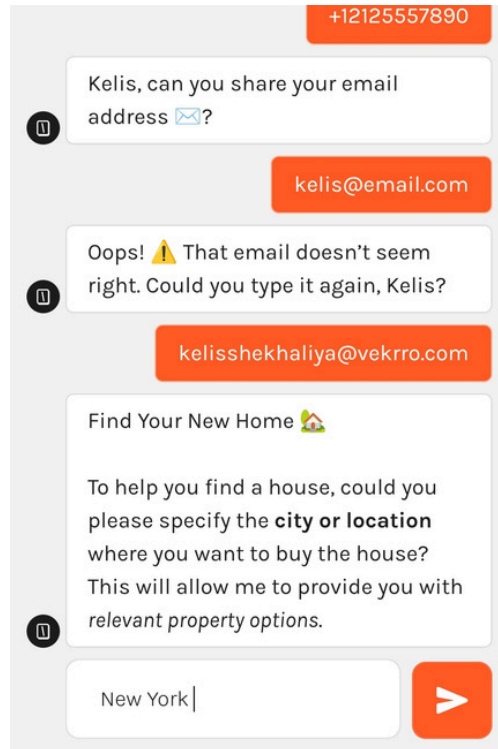 +12125557890
Kelis, can you share your email
address ✉️?
kelis@email.com
Oops! ⚠️ That email doesn’t seem
right. Could you type it again, Kelis?
kelisshekhaliya@vekrro.com
Find Your New Home 🏡
To help you find a house, could you
please specify the city or location
where you want to buy the house?
This will allow me to provide you with
relevant property options.
New York